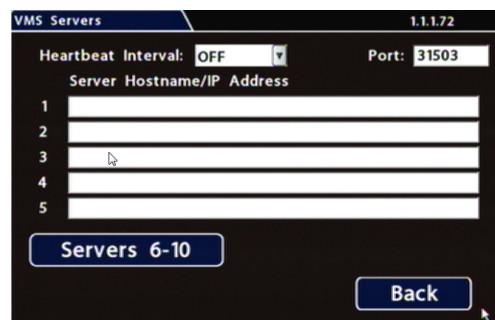 VMS Servers 1.1.1.72
Heartbeat Interval: OFF Port: 31503
Server Hostname/IP Address
1
2
3
4
5
Servers 6-10
Back